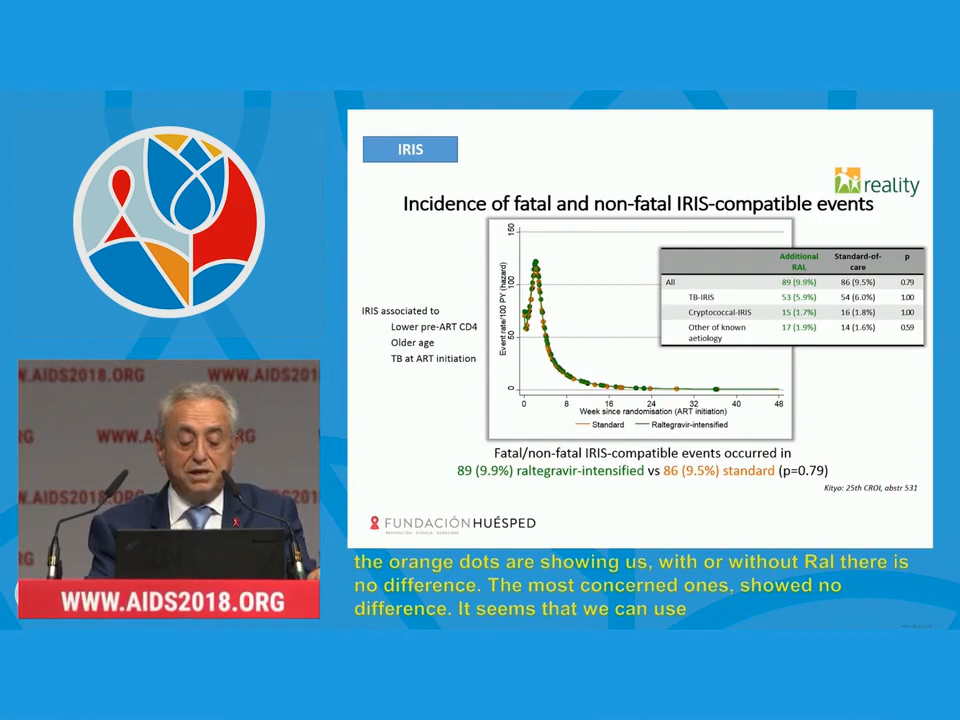 IRIS
reality
Incidence of fatal and non-fatal IRIS-compatible events
IRIS associated to
Lower pre-ART CD4
Older age
TB at ART initiation
Event rate/100 PY (hazard)
150
100
50
0
0 8 16 24 32 40 48
Week since randomisation (ART initiation)
Standard Raltegravir-intensified
Additional RAL Standard-of-care p
All 89 (9.9%) 86 (9.5%) 0.79
TB-IRIS 53 (5.9%) 54 (6.0%) 1.00
Cryptococcal-IRIS 15 (1.7%) 16 (1.8%) 1.00
Other of known aetiology 17 (1.9%) 14 (1.6%) 0.59
Fatal/non-fatal IRIS-compatible events occurred in
89 (9.9%) raltegravir-intensified vs 86 (9.5%) standard (p=0.79)
Kityo: 25th CROI, abstr 531
FUNDACIÓN HUÉSPED
PREVENCIÓN. CIENCIA. DERECHOS
.AIDS2018.ORG WWW.AIDS201
RG WWW.A RG
WWW.AIDS2018.ORG
the orange dots are showing us, with or without Ral there is
no difference. The most concerned ones, showed no
difference. It seems that we can use